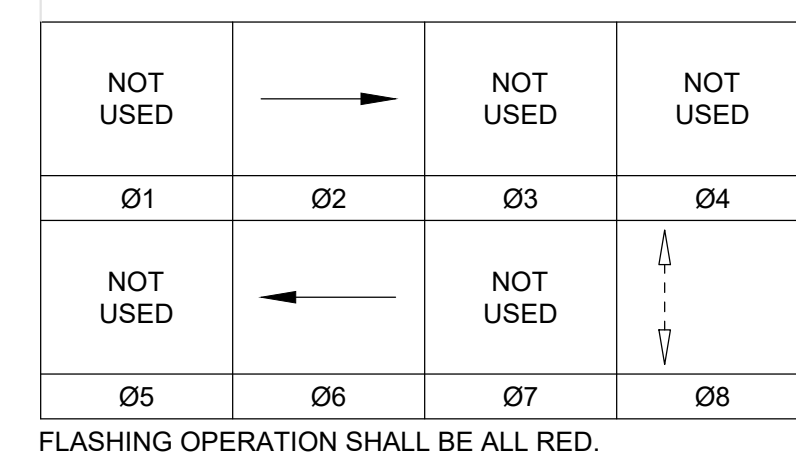 NOT
USED
NOT
USED
NOT
USED
Ø1
Ø2
Ø3
Ø4
NOT
USED
NOT
USED
Ø5
Ø6
Ø7
Ø8
FLASHING OPERATION SHALL BE ALL RED.